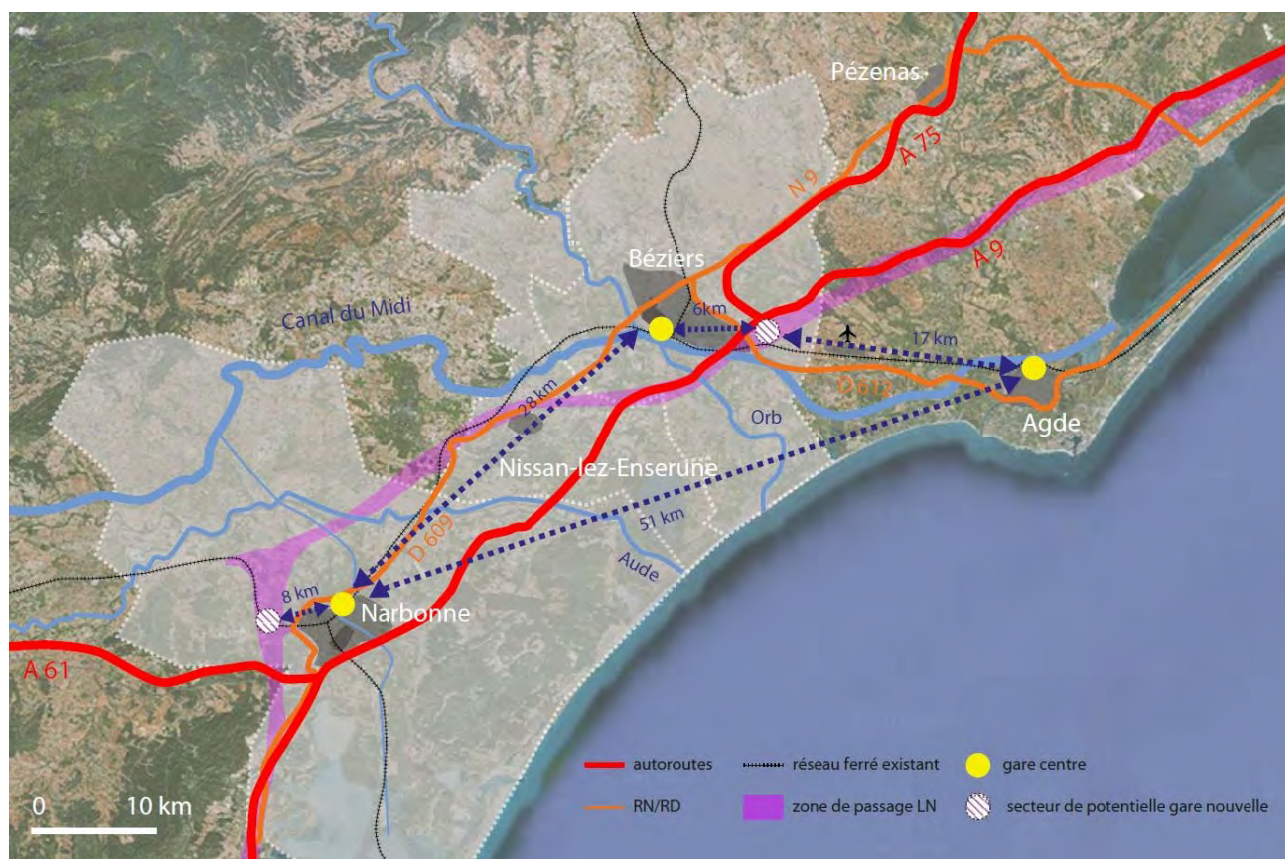 Pézenas
A 75
N 9
A 9
Béziers
6km
Canal du Midi
17 km
28 km
D 612
Agde
Orb
Nissan-lez-Enserune
51 km
D 609
Aude
8 km
Narbonne
A 61
autoroutes
réseau ferré existant
gare centre
0 10 km
RN/RD
zone de passage LN
secteur de potentielle gare nouvelle